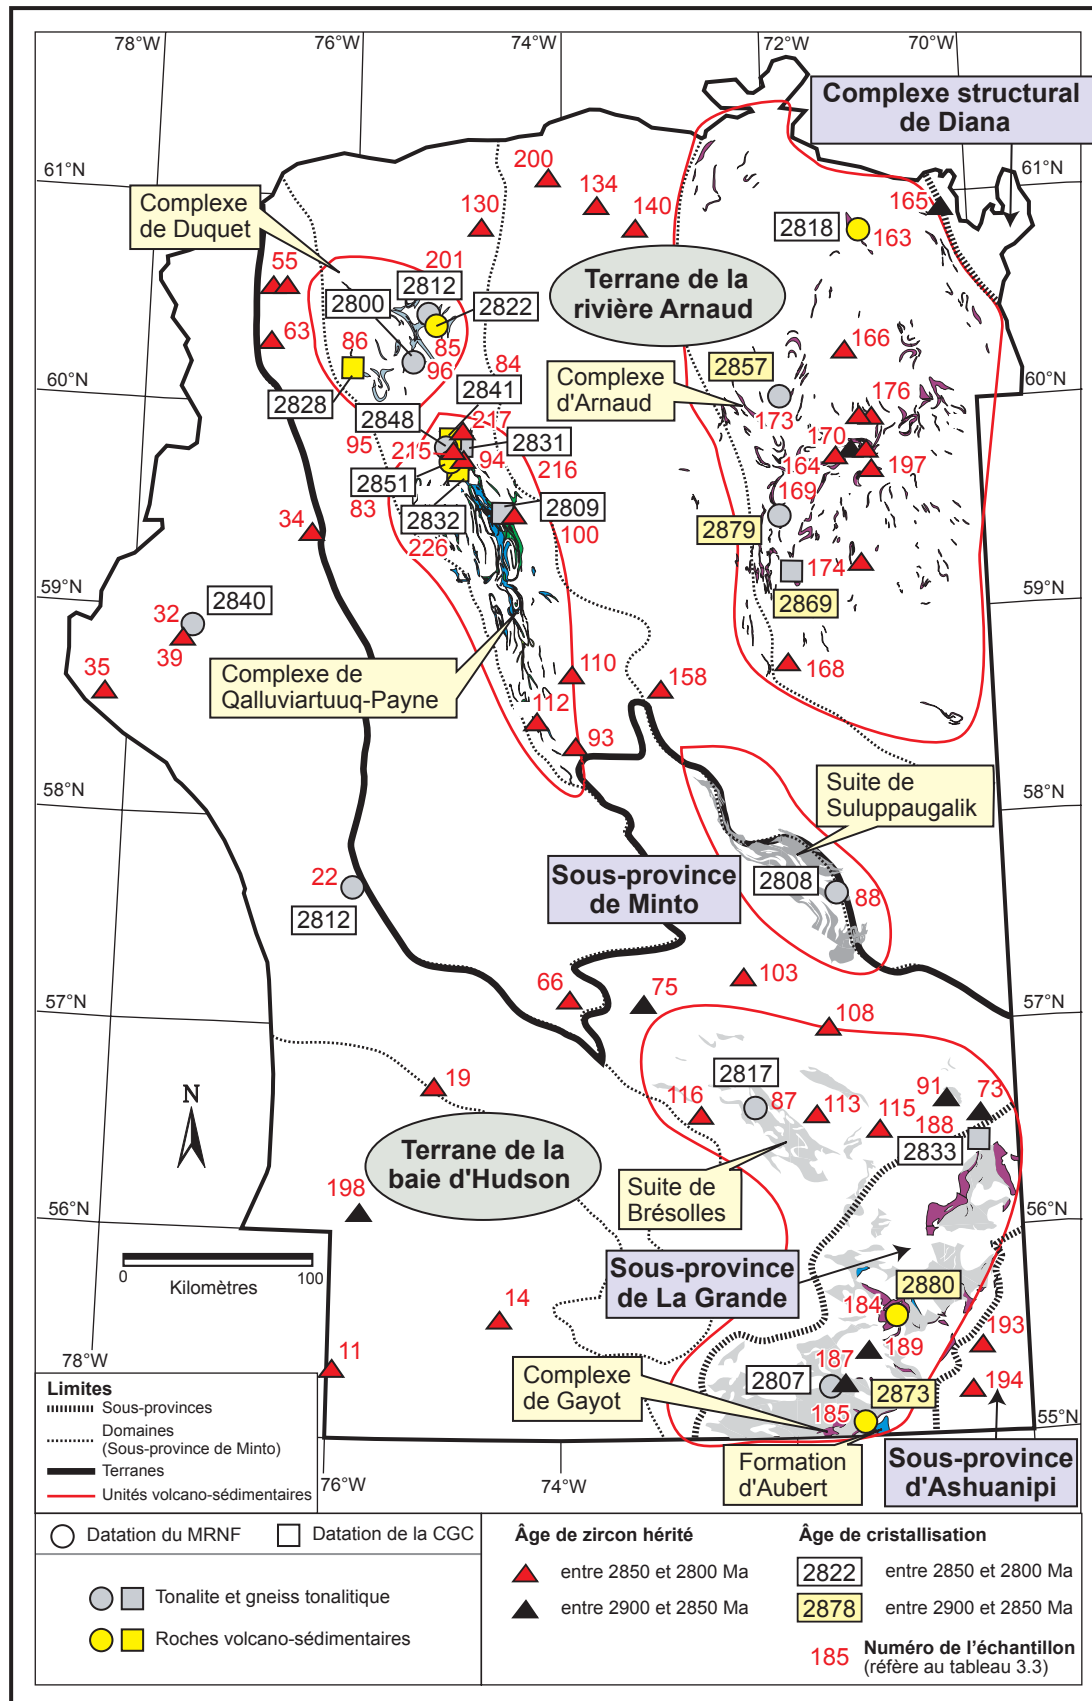 78°W
76°W
74°W
72°W
70°W
Complexe structural
de Diana
61°N
61°N
200
134
130
140
165
Complexe
de Duquet
2818
163
55
201
2812
2800
2822
Terrane de la
rivière Arnaud
63
86
85
96
84
166
60°N
60°N
2828
2841
2857
Complexe
d'Arnaud
173
176
2848
217
95
215
2831
170
94
216
164
197
2851
83
2832
2809
169
34
226
100
2879
174
59°N
59°N
2869
2840
32
39
35
Complexe de
Qalluviartuuq-Payne
110
158
168
112
93
58°N
58°N
Suite de
Suluppaugalik
Sous-province
de Minto
22
2808
88
2812
103
66
75
57°N
57°N
108
19
2817
91
73
N
116
87
113
115
188
2833
Terrane de la
baie d'Hudson
198
Suite de
Brésolles
56°N
56°N
0
100
Kilomètres
Sous-province
de La Grande
2880
14
184
193
189
11
78°W
187
Complexe
de Gayot
2807
2873
194
185
55°N
Limites
Sous-provinces
Domaines
(Sous-province de Minto)
Terranes
Unités volcano-sédimentaires
Formation
d'Aubert
Sous-province
d'Ashuanipi
76°W
74°W
Datation du MRNF
Datation de la CGC
Tonalite et gneiss tonalitique
Roches volcano-sédimentaires
Âge de zircon hérité
entre 2850 et 2800 Ma
entre 2900 et 2850 Ma
Âge de cristallisation
2822 entre 2850 et 2800 Ma
2878 entre 2900 et 2850 Ma
185 Numéro de l'échantillon
(réfère au tableau 3.3)